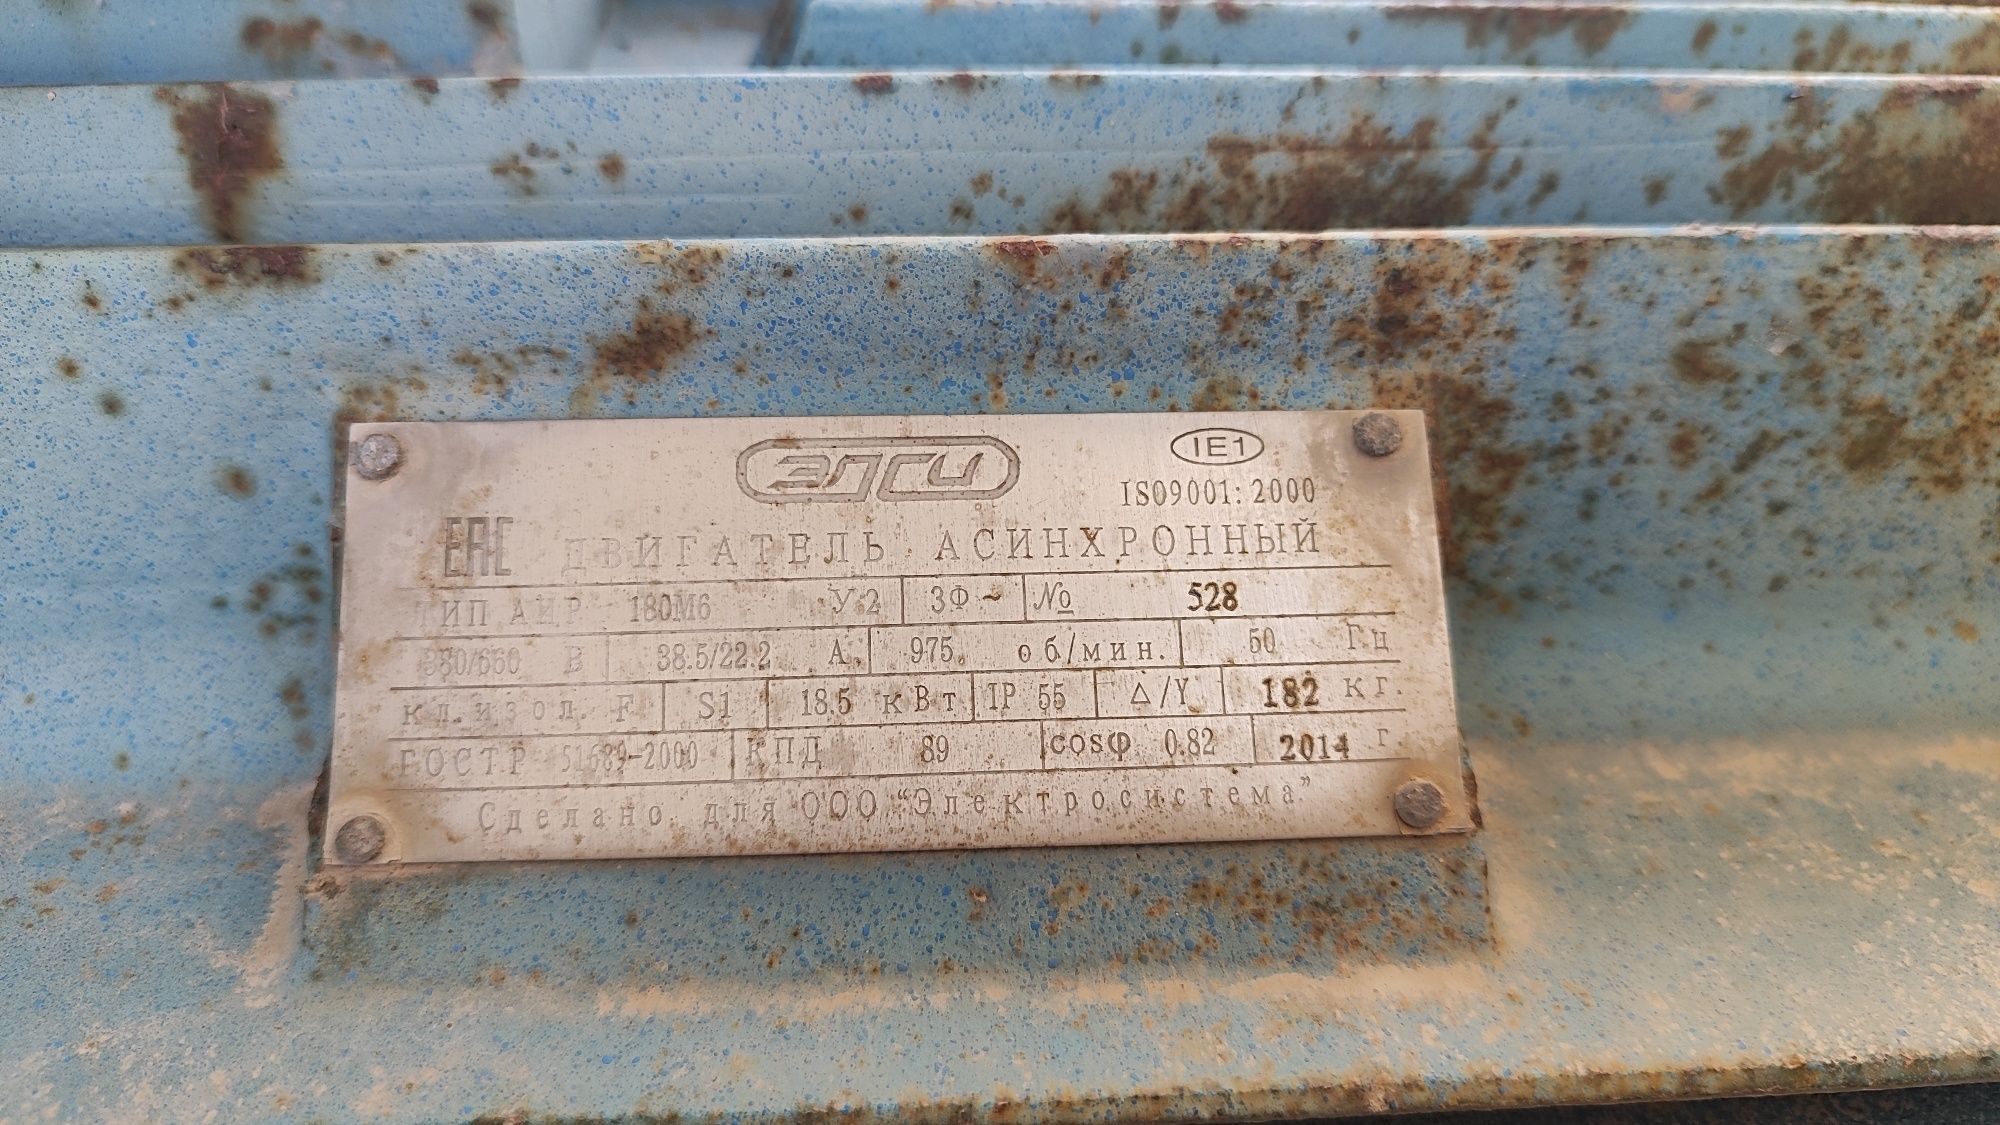 ЭЛСИ
IE1
ISO9001:2000
EAC ДВИГАТЕЛЬ АСИНХРОННЫЙ
ТИП АИР 180М6 У2 3Ф~ № 528
380/660 В 38.5/22.2 А. 975 об/мин. 50 Гц
кл.изол. F S1 18.5 кВт IP 55 △/Y 182 кг.
ГОСТ Р 51689-2000 КПД 89 cosφ 0.82 2014 г.
Сделано для ООО "Электросистема"